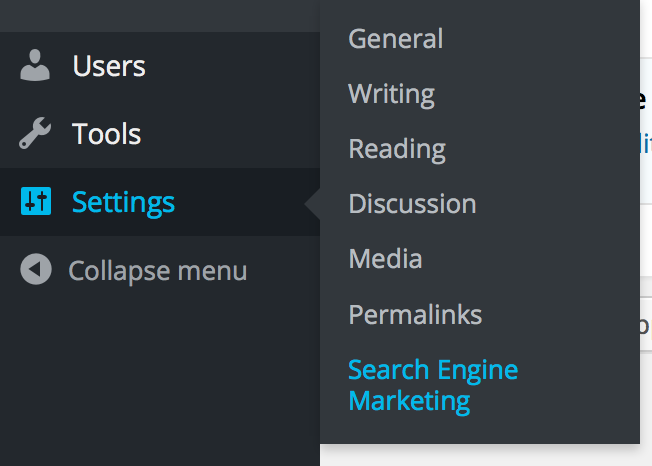 Users
Tools
Settings
Collapse menu
General
Writing
Reading
Discussion
Media
Permalinks
Search Engine
Marketing